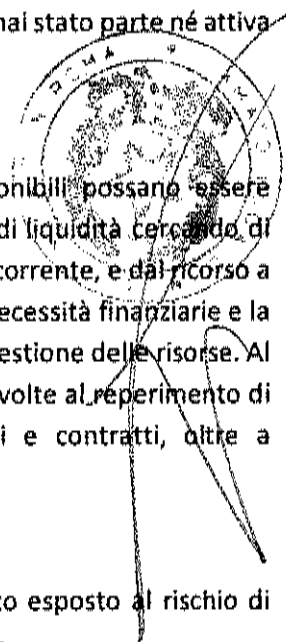 mai stato parte né attiva
onibili possano essere
di liquidità cercando di
corrente, e dal ricorso a
ecessità finanziarie e la
estione delle risorse. Al
volte al reperimento di
i e contratti, oltre a
to esposto al rischio di